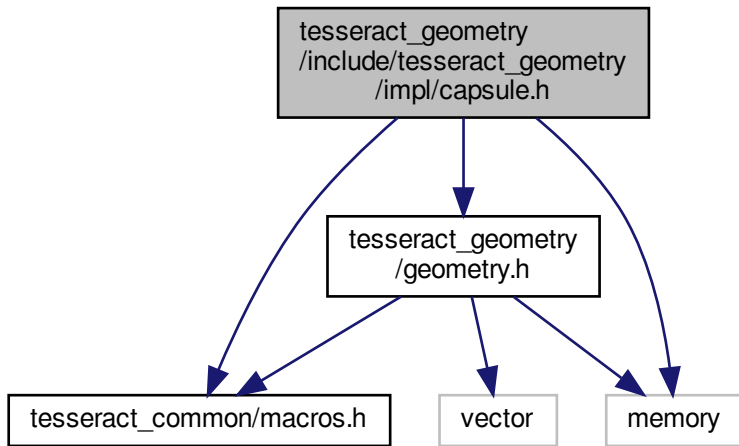 tesseract_geometry
/include/tesseract_geometry
/impl/capsule.h
tesseract_geometry
/geometry.h
tesseract_common/macros.h
vector
memory